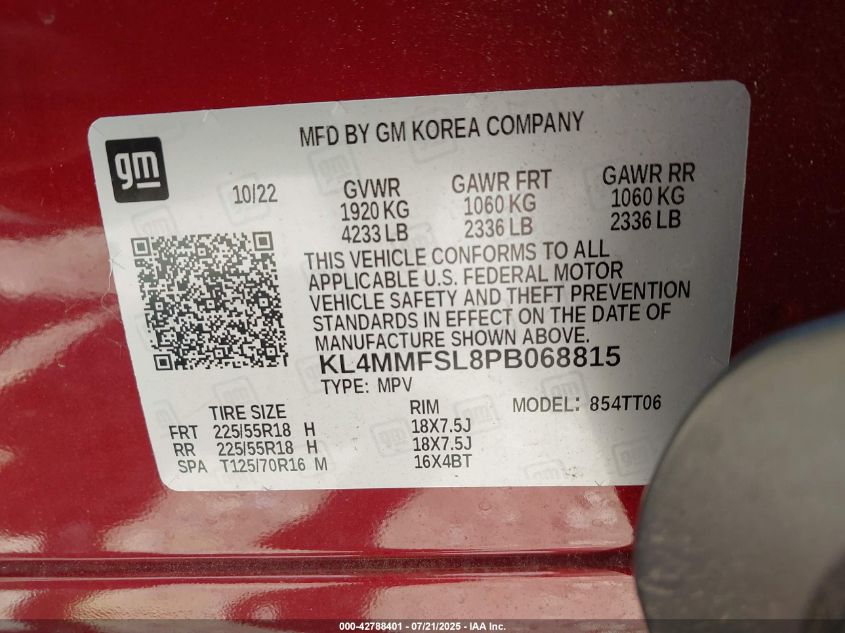 MFD BY GM KOREA COMPANY
gm
10/22
GVWR GAWR FRT GAWR RR
1920 KG 1060 KG 1060 KG
4233 LB 2336 LB 2336 LB
THIS VEHICLE CONFORMS TO ALL
APPLICABLE U.S. FEDERAL MOTOR
VEHICLE SAFETY AND THEFT PREVENTION
STANDARDS IN EFFECT ON THE DATE OF
MANUFACTURE SHOWN ABOVE.
KL4MMFSL8PB068815
TYPE: MPV
TIRE SIZE RIM MODEL: 854TT06
FRT 225/55R18 H 18X7.5J
RR 225/55R18 H 18X7.5J
SPA T125/70R16 M 16X4BT
000-42788401 - 07/21/2025 - IAA Inc.